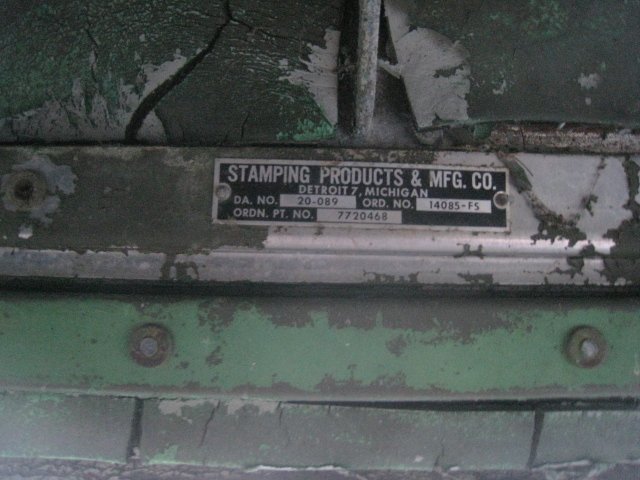 STAMPING PRODUCTS & MFG. CO.
DETROIT 7, MICHIGAN
DA. NO. 20-089 ORD. NO. 14085-FS
ORDN. PT. NO. 7720468